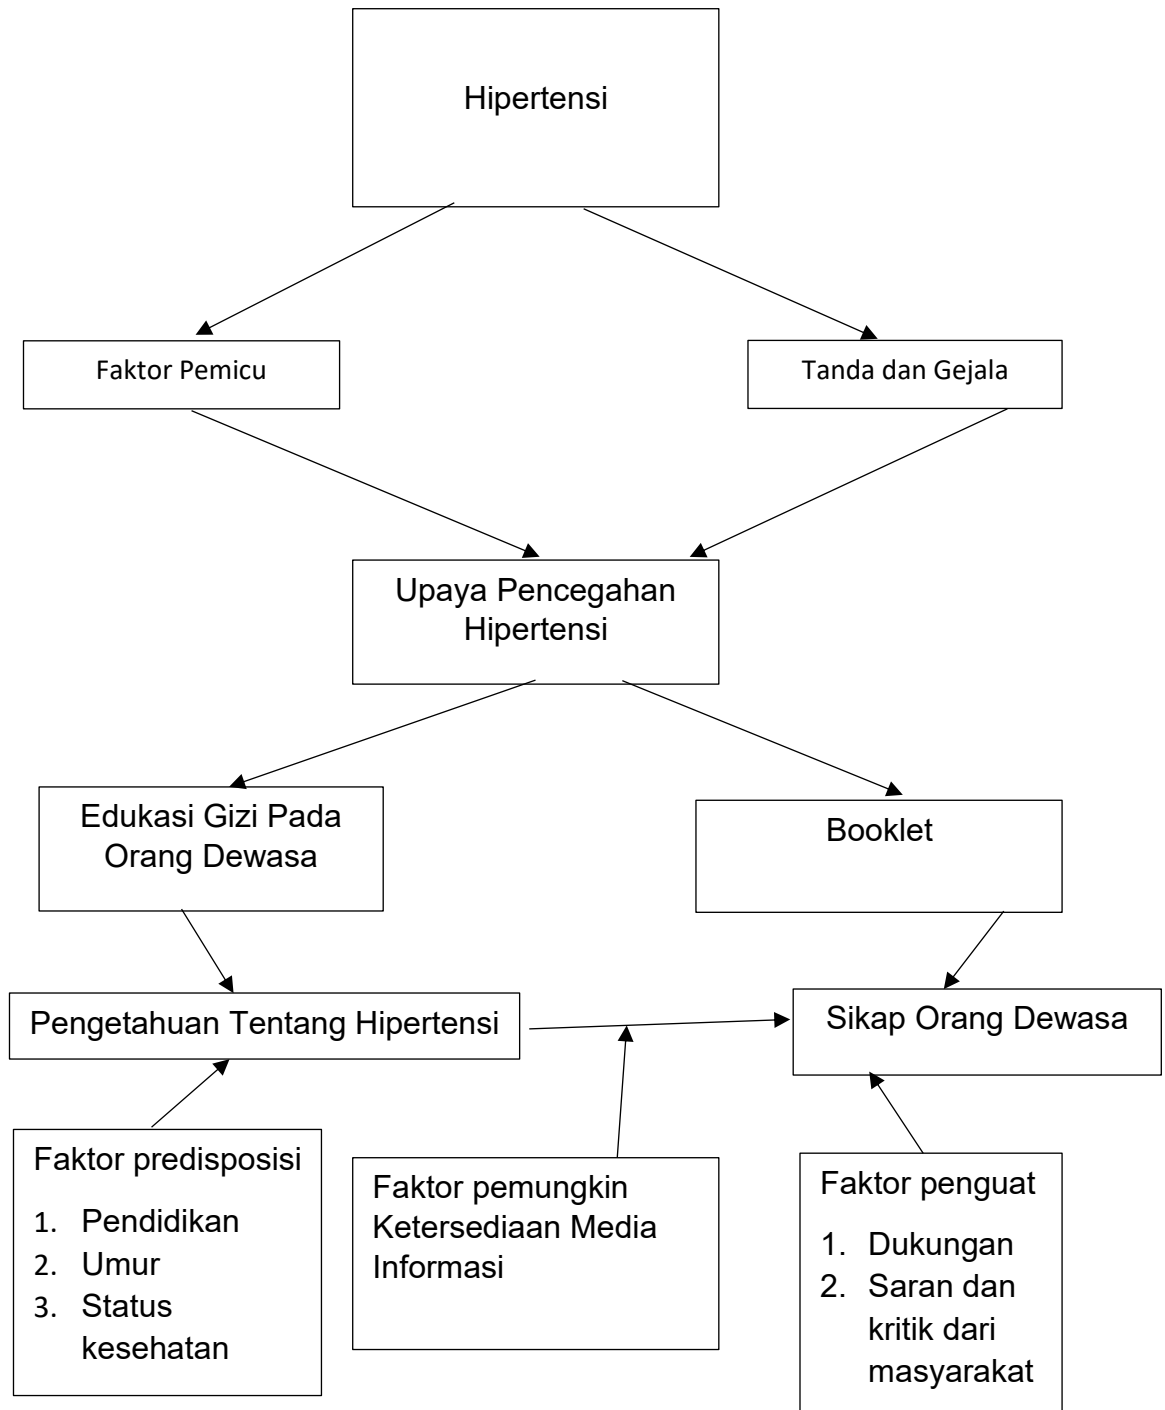 Hipertensi
Faktor Pemicu
Tanda dan Gejala
Upaya Pencegahan
Hipertensi
Edukasi Gizi Pada
Orang Dewasa
Booklet
Pengetahuan Tentang Hipertensi
Sikap Orang Dewasa
Faktor predisposisi
1. Pendidikan
2. Umur
3. Status
kesehatan
Faktor pemungkin
Ketersediaan Media
Informasi
Faktor penguat
1. Dukungan
2. Saran dan
kritik dari
masyarakat